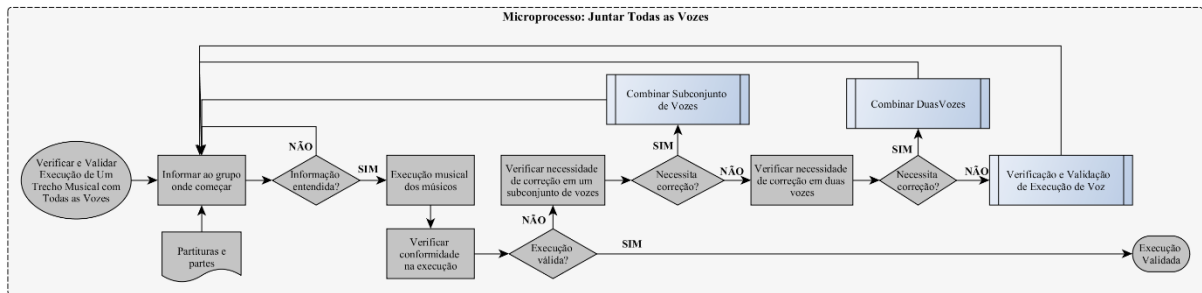 Microprocesso: Juntar Todas as Vozes
Combinar Subconjunto
de Vozes
Combinar DuasVozes
NÃO
SIM
SIM
SIM
Verificar e Validar
Execução de Um
Trecho Musical com
Todas as Vozes
Informar ao grupo
onde começar
Informação
entendida?
Execução musical
dos músicos
Verificar necessidade
de correção em um
subconjunto de vozes
Necessita
correção?
NÃO
Verificar necessidade
de correção em duas
vozes
Necessita
correção?
NÃO
Verificação e Validação
de Execução de Voz
NÃO
Partituras e
partes
Verificar
conformidade
na execução
Execução
válida?
SIM
Execução
Validada